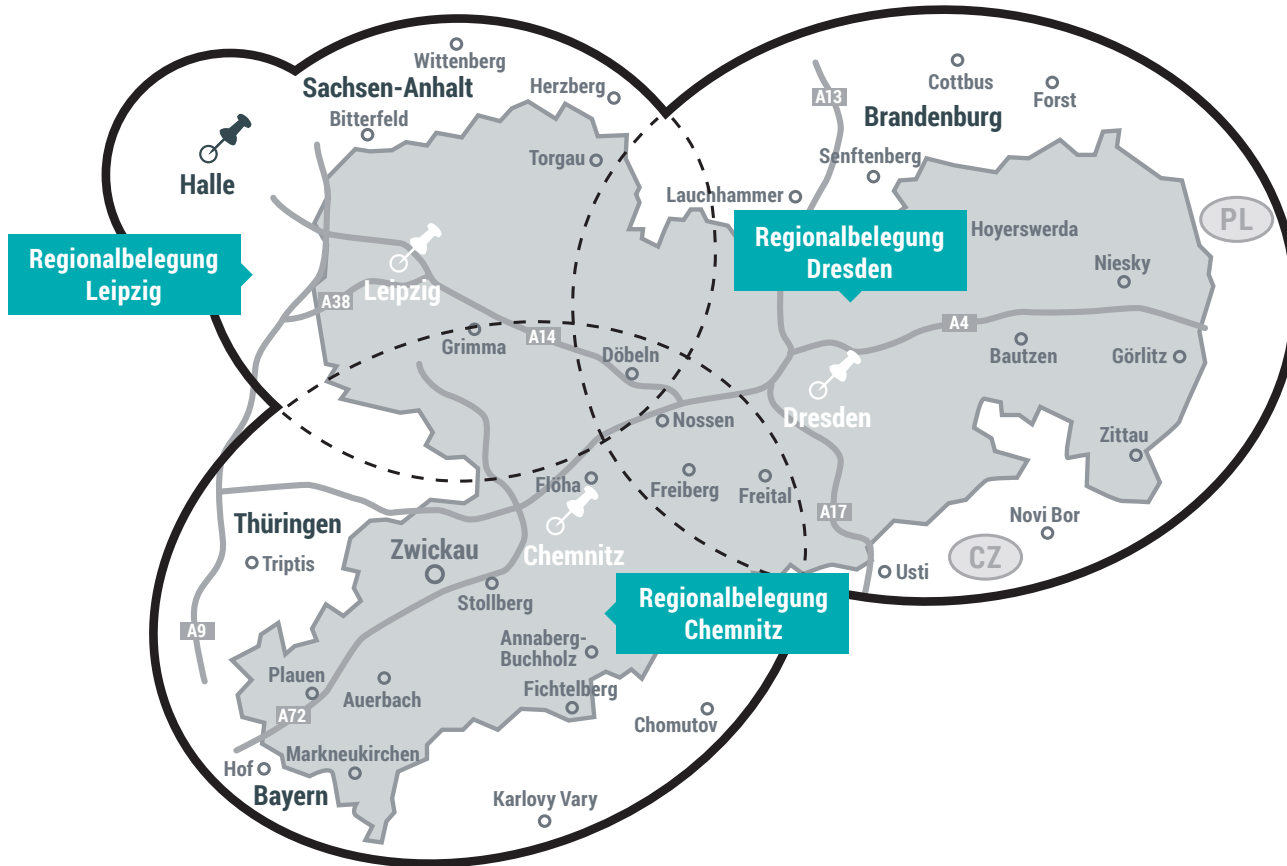 Wittenberg
Sachsen-Anhalt
Herzberg
Bitterfeld
Torgau
Halle
Cottbus
Forst
A13
Brandenburg
Senftenberg
Lauchhammer
PL
Regionalbelegung
Leipzig
Regionalbelegung
Dresden
Hoyerswerda
Niesky
Leipzig
A38
Grimma
A14
Döbeln
A4
Bautzen
Görlitz
Nossen
Dresden
Zittau
Flöha
Freiberg
Freital
A17
Novi Bor
Thüringen
Triptis
Zwickau
Chemnitz
CZ
Usti
Stollberg
Regionalbelegung
Chemnitz
A9
Annaberg-
Buchholz
Plauen
Auerbach
Fichtelberg
A72
Chomutov
Markneukirchen
Hof
Bayern
Karlovy Vary